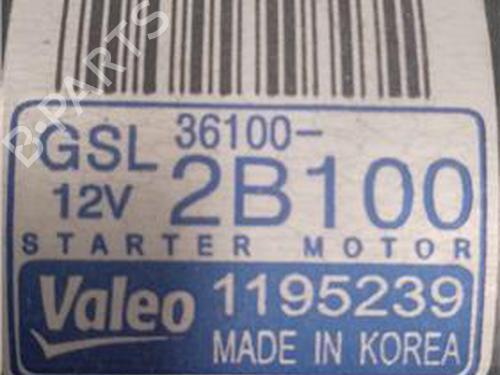 B-PARTS
GSL 36100-
12V 2B100
STARTER MOTOR
Valeo 1195239
MADE IN KOREA